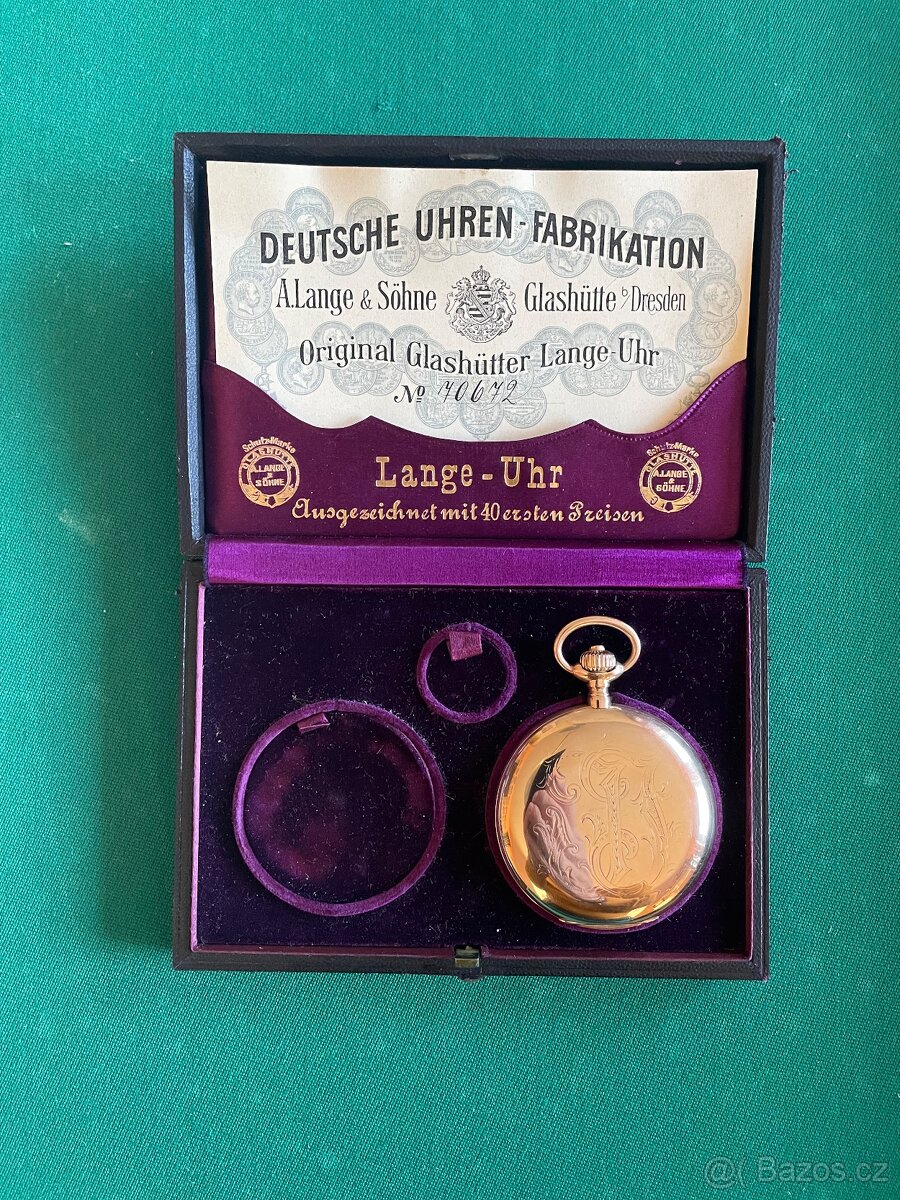 DEUTSCHE UHREN-FABRIKATION
A. Lange & Söhne Glashütte b/Dresden
Original Glashütter Lange-Uhr
No 70672
Schutz-Marke
GLASHÜTTE
A. LANGE
&
SÖHNE
Schutz-Marke
GLASHÜTTE
A. LANGE
&
SÖHNE
Lange-Uhr
Ausgezeichnet mit 40 ersten Preisen
@( Bazos.cz